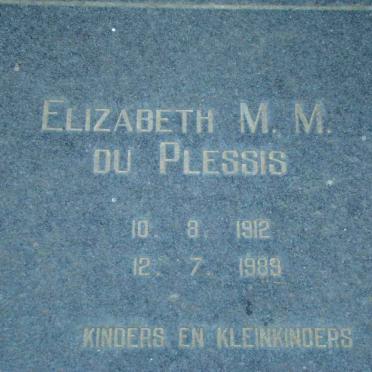 ELIZABETH M. M.
DU PLESSIS
10. 8. 1912
12. 7. 1989
KINDERS EN KLEINKINDERS